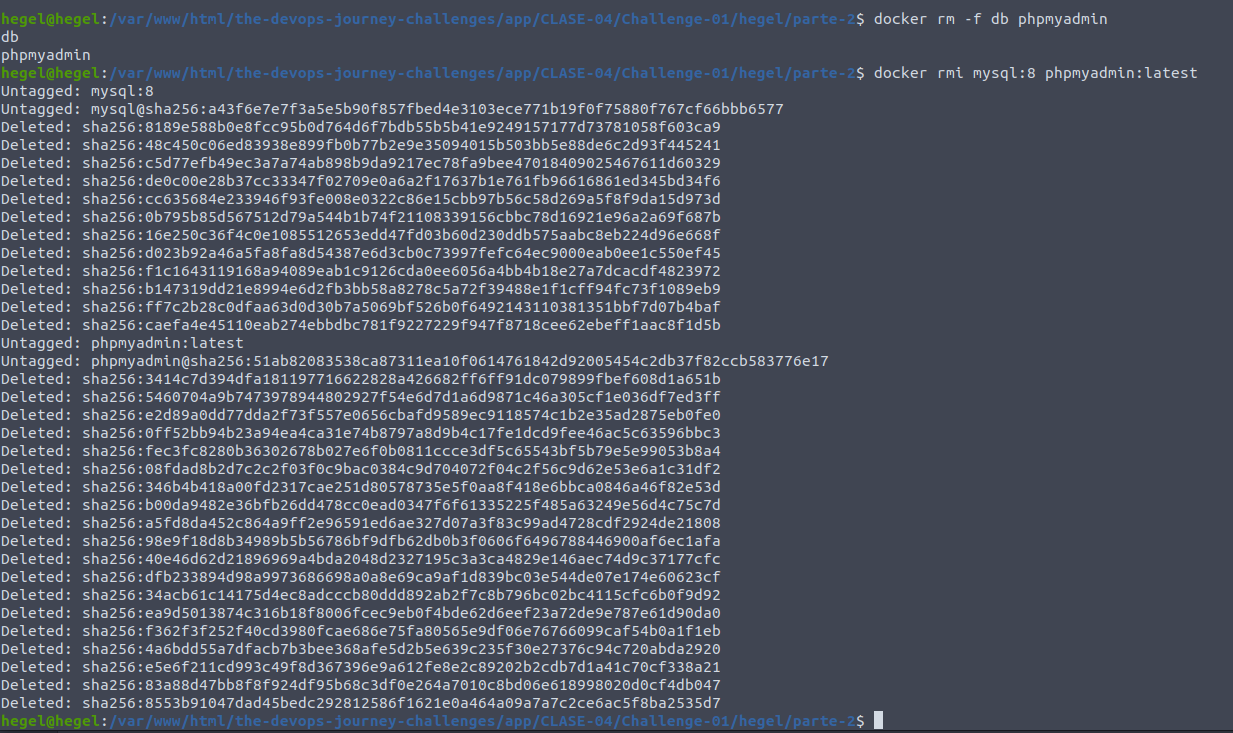 hegel@hegel:/var/www/html/the-devops-journey-challenges/app/CLASE-04/Challenge-01/hegel/parte-2$ docker rm -f db phpmyadmin
db
phpmyadmin
hegel@hegel:/var/www/html/the-devops-journey-challenges/app/CLASE-04/Challenge-01/hegel/parte-2$ docker rmi mysql:8 phpmyadmin:latest
Untagged: mysql:8
Untagged: mysql@sha256:a43f6e7e7f3a5e5b90f857fbed4e3103ece771b19f0f75880f767cf66bbb6577
Deleted: sha256:8189e588b0e8fcc95b0d764d6f7bdb55b5b41e9249157177d73781058f603ca9
Deleted: sha256:48c450c06ed83938e899fb0b77b2e9e35094015b503bb5e88de6c2d93f445241
Deleted: sha256:c5d77efb49ec3a7a74ab898b9da9217ec78fa9bee47018409025467611d60329
Deleted: sha256:de0c00e28b37cc33347f02709e0a6a2f17637b1e761fb96616861ed345bd34f6
Deleted: sha256:cc635684e233946f93fe008e0322c86e15cbb97b56c58d269a5f8f9da15d973d
Deleted: sha256:0b795b85d567512d79a544b1b74f21108339156cbbc78d16921e96a2a69f687b
Deleted: sha256:16e250c36f4c0e1085512653edd47fd03b60d230ddb575aabc8eb224d96e668f
Deleted: sha256:d023b92a46a5fa8fa8d54387e6d3cb0c73997fefc64ec9000eab0ee1c550ef45
Deleted: sha256:f1c1643119168a94089eab1c9126cda0ee6056a4bb4b18e27a7dcacdf4823972
Deleted: sha256:b147319dd21e8994e6d2fb3bb58a8278c5a72f39488e1f1cff94fc73f1089eb9
Deleted: sha256:ff7c2b28c0dfaa63d0d30b7a5069bf526b0f6492143110381351bbf7d07b4baf
Deleted: sha256:caefa4e45110eab274ebbdbc781f9227229f947f8718cee62ebeff1aac8f1d5b
Untagged: phpmyadmin:latest
Untagged: phpmyadmin@sha256:51ab82083538ca87311ea10f0614761842d92005454c2db37f82ccb583776e17
Deleted: sha256:3414c7d394dfa181197716622828a426682ff6ff91dc079899fbef608d1a651b
Deleted: sha256:5460704a9b7473978944802927f54e6d7d1a6d9871c46a305cf1e036df7ed3ff
Deleted: sha256:e2d89a0dd77dda2f73f557e0656cbafd9589ec9118574c1b2e35ad2875eb0fe0
Deleted: sha256:0ff52bb94b23a94ea4ca31e74b8797a8d9b4c17fe1dcd9fee46ac5c63596bbc3
Deleted: sha256:fec3fc8280b36302678b027e6f0b0811ccce3df5c65543bf5b79e5e99053b8a4
Deleted: sha256:08fdad8b2d7c2c2f03f0c9bac0384c9d704072f04c2f56c9d62e53e6a1c31df2
Deleted: sha256:346b4b418a00fd2317cae251d80578735e5f0aa8f418e6bbca0846a46f82e53d
Deleted: sha256:b00da9482e36bfb26dd478cc0ead0347f6f61335225f485a63249e56d4c75c7d
Deleted: sha256:a5fd8da452c864a9ff2e96591ed6ae327d07a3f83c99ad4728cdf2924de21808
Deleted: sha256:98e9f18d8b34989b5b56786bf9dfb62db0b3f0606f6496788446900af6ec1afa
Deleted: sha256:40e46d62d21896969a4bda2048d2327195c3a3ca4829e146aec74d9c37177cfc
Deleted: sha256:dfb233894d98a9973686698a0a8e69ca9af1d839bc03e544de07e174e60623cf
Deleted: sha256:34acb61c14175d4ec8adcccb80ddd892ab2f7c8b796bc02bc4115cfc6b0f9d92
Deleted: sha256:ea9d5013874c316b18f8006fcec9eb0f4bde62d6eef23a72de9e787e61d90da0
Deleted: sha256:f362f3f252f40cd3980fcae686e75fa80565e9df06e76766099caf54b0a1f1eb
Deleted: sha256:4a6bdd55a7dfacb7b3bee368afe5d2b5e639c235f30e27376c94c720abda2920
Deleted: sha256:e5e6f211cd993c49f8d367396e9a612fe8e2c89202b2cdb7d1a41c70cf338a21
Deleted: sha256:83a88d47bb8f8f924df95b68c3df0e264a7010c8bd06e618998020d0cf4db047
Deleted: sha256:8553b91047dad45bedc292812586f1621e0a464a09a7a7c2ce6ac5f8ba2535d7
hegel@hegel:/var/www/html/the-devops-journey-challenges/app/CLASE-04/Challenge-01/hegel/parte-2$